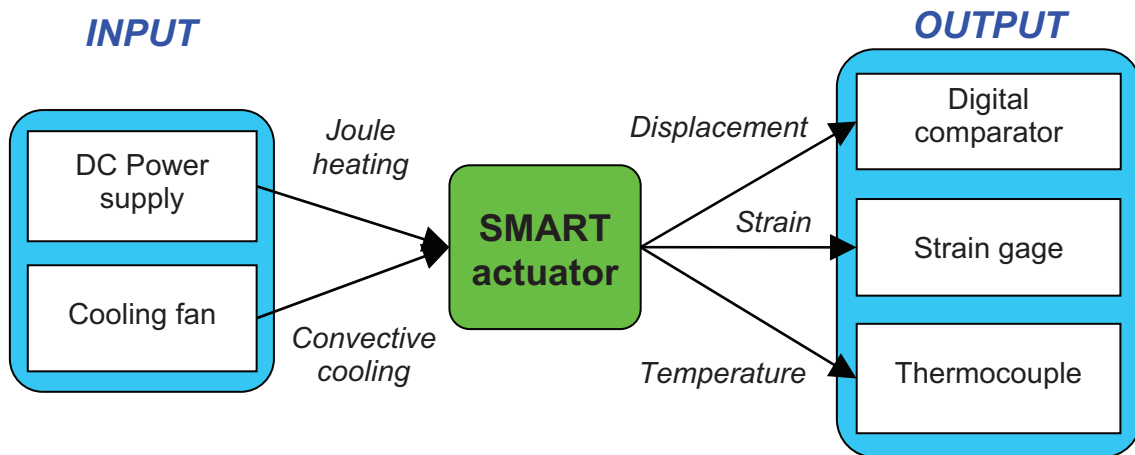 INPUT
DC Power
supply
Cooling fan
Joule
heating
Convective
cooling
SMART
actuator
Displacement
Strain
Temperature
OUTPUT
Digital
comparator
Strain gage
Thermocouple